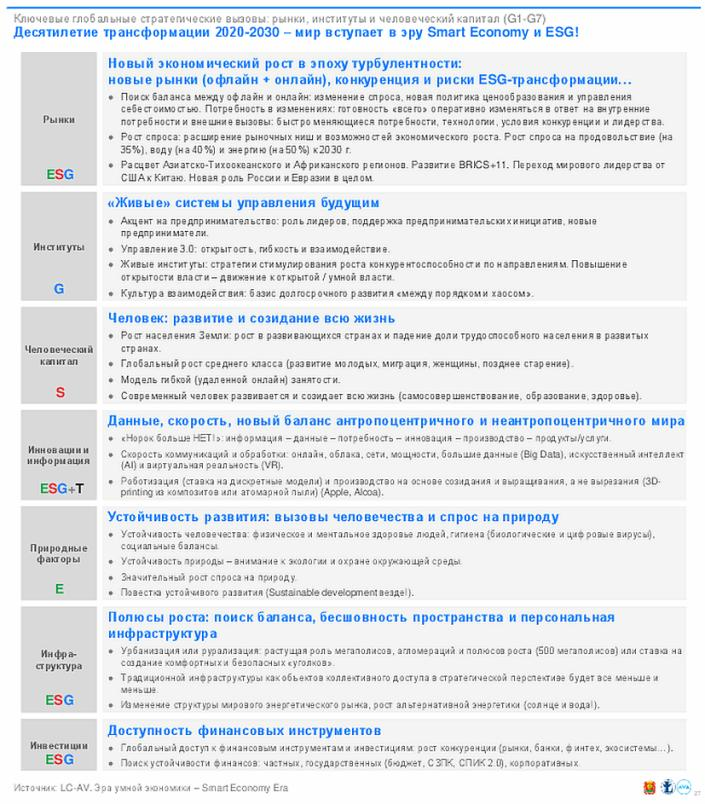 Ключевые глобальные стратегические вызовы: рынки, институты и человеческий капитал (G1-G7)
Десятилетие трансформации 2020-2030 – мир вступает в эру Smart Economy и ESG!
Рынки
ESG
Новый экономический рост в эпоху турбулентности:
новые рынки (офлайн + онлайн), конкуренция и риски ESG-трансформации...
● Поиск баланса между офлайн и онлайн: изменение спроса, новая политика ценообразования и управления
себестоимостью. Потребность в изменениях: готовность «всего» оперативно изменяться в ответ на внутренние
потребности и внешние вызовы: быстро меняющиеся потребности, технологии, условия конкуренции и лидерства.
● Рост спроса: расширение рыночных ниш и возможностей экономического роста. Рост спроса на продовольствие (на
35%), воду (на 40%) и энергию (на 50%) к 2030 г.
● Расцвет Азиатско-Тихоокеанского и Африканского регионов. Развитие BRICS+11. Переход мирового лидерства от
США к Китаю. Новая роль России и Евразии в целом.
Институты
G
«Живые» системы управления будущим
● Акцент на предпринимательство: роль лидеров, поддержка предпринимательских инициатив, новые
предприниматели.
● Управление 3.0: открытость, гибкость и взаимодействие.
● Живые институты: стратегии стимулирования роста конкурентоспособности по направлениям. Повышение
открытости власти – движение к открытой / умной власти.
● Культура взаимодействия: базис долгосрочного развития «между порядком и хаосом».
Человеческий
капитал
S
Человек: развитие и созидание всю жизнь
● Рост населения Земли: рост в развивающихся странах и падение доли трудоспособного населения в развитых
странах.
● Глобальный рост среднего класса (развитие молодых, миграция, женщины, позднее старение).
● Модель гибкой (удаленной онлайн) занятости.
● Современный человек развивается и созидает всю жизнь (самосовершенствование, образование, здоровье).
Инновации и
информация
ESG+T
Данные, скорость, новый баланс антропоцентричного и неантропоцентричного мира
● «Норок больше НЕТ!»: информация – данные – потребность – инновация – производство – продукты/услуги.
● Скорость коммуникаций и обработки: онлайн, облака, сети, мощности, большие данные (Big Data), искусственный интеллект
(AI) и виртуальная реальность (VR).
● Роботизация (ставка на дискретные модели) и производство на основе созидания и выращивания, а не вырезания (3D-
printing из композитов или атомарной пыли) (Apple, Alcoa).
Природные
факторы
E
Устойчивость развития: вызовы человечества и спрос на природу
● Устойчивость человечества: физическое и ментальное здоровье людей, гигиена (биологические и цифровые вирусы),
социальные балансы.
● Устойчивость природы – внимание к экологии и охране окружающей среды.
● Значительный рост спроса на природу.
● Повестка устойчивого развития (Sustainable development везде!).
Инфра-
структура
ESG
Полюсы роста: поиск баланса, бесшовность пространства и персональная
инфраструктура
● Урбанизация или рурализация: растущая роль мегаполисов, агломераций и полюсов роста (500 мегаполисов) или ставка на
создание комфортных и безопасных «уголков».
● Традиционной инфраструктуры как объектов коллективного доступа в стратегической перспективе будет все меньше и
меньше.
● Изменение структуры мирового энергетического рынка, рост альтернативной энергетики (солнце и вода!).
Инвестиции
ESG
Доступность финансовых инструментов
● Глобальный доступ к финансовым инструментам и инвестициям: рост конкуренции (рынки, банки, финтех, экосистемы...).
● Поиск устойчивости финансов: частных, государственных (бюджет, СЗПК, СПИК 2.0), корпоративных.
Источник: LC-AV. Эра умной экономики – Smart Economy Era
AVA
27